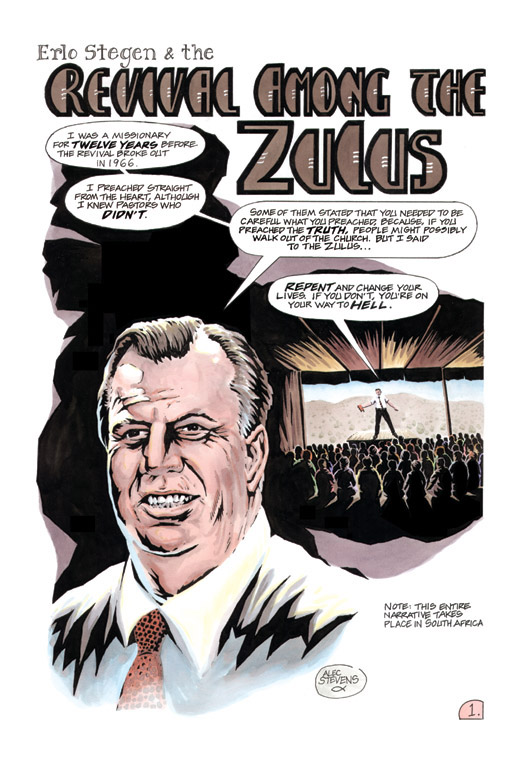 Erlo Stegen & the
REVIVAL AMONG THE
ZULUS
I WAS A MISSIONARY
FOR TWELVE YEARS BEFORE
THE REVIVAL BROKE OUT
IN 1966.
I PREACHED STRAIGHT
FROM THE HEART, ALTHOUGH
I KNEW PASTORS WHO
DIDN'T.
SOME OF THEM STATED THAT YOU NEEDED TO BE
CAREFUL WHAT YOU PREACHED, BECAUSE, IF YOU
PREACHED THE TRUTH, PEOPLE MIGHT POSSIBLY
WALK OUT OF THE CHURCH. BUT I SAID
TO THE ZULUS...
REPENT AND CHANGE YOUR
LIVES. IF YOU DON'T, YOU'RE ON
YOUR WAY TO HELL.
NOTE: THIS ENTIRE
NARRATIVE TAKES
PLACE IN SOUTH AFRICA
ALEC
STEVENS
1.